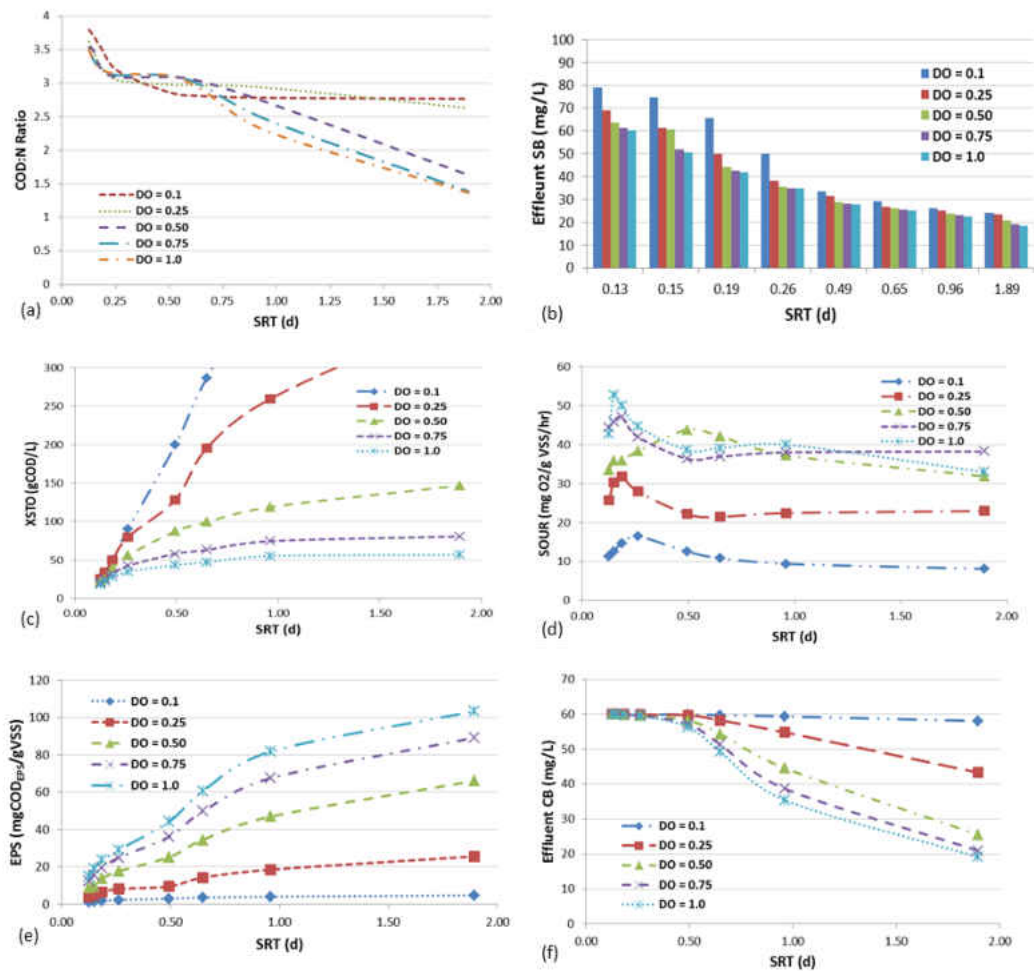 4
3.5
3
2.5
2
1.5
1
0.5
0
COD:N Ratio
DO = 0.1
DO = 0.25
DO = 0.50
DO = 0.75
DO = 1.0
0.00 0.25 0.50 0.75 1.00 1.25 1.50 1.75 2.00
SRT (d)
(a)
100
90
80
70
60
50
40
30
20
10
0
Effleunt SB (mg/L)
DO = 0.1
DO = 0.25
DO = 0.50
DO = 0.75
DO = 1.0
0.13 0.15 0.19 0.26 0.49 0.65 0.96 1.89
SRT (d)
(b)
300
250
200
150
100
50
0
XSTO (gCOD/L)
DO = 0.1
DO = 0.25
DO = 0.50
DO = 0.75
DO = 1.0
0.00 0.50 1.00 1.50 2.00
SRT (d)
(c)
60
50
40
30
20
10
0
SOUR (mg O2/g VSS/hr)
DO = 0.1
DO = 0.25
DO = 0.50
DO = 0.75
DO = 1.0
0.00 0.50 1.00 1.50 2.00
SRT (d)
(d)
120
100
80
60
40
20
0
EPS (mgCODEPS/gVSS)
DO = 0.1
DO = 0.25
DO = 0.50
DO = 0.75
DO = 1.0
0.00 0.50 1.00 1.50 2.00
SRT (d)
(e)
70
60
50
40
30
20
10
0
Effluent CB (mg/L)
DO = 0.1
DO = 0.25
DO = 0.50
DO = 0.75
DO = 1.0
0.00 0.50 1.00 1.50 2.00
SRT (d)
(f)